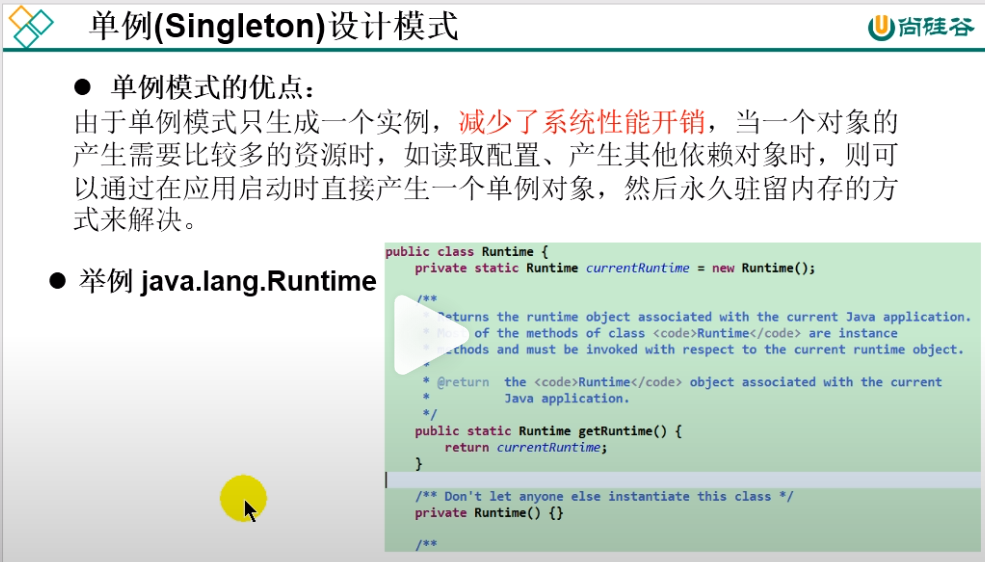 单例(Singleton)设计模式
尚硅谷
● 单例模式的优点：
由于单例模式只生成一个实例，减少了系统性能开销，当一个对象的
产生需要比较多的资源时，如读取配置、产生其他依赖对象时，则可
以通过在应用启动时直接产生一个单例对象，然后永久驻留内存的方
式来解决。
● 举例 java.lang.Runtime
public class Runtime {
private static Runtime currentRuntime = new Runtime();
/**
* Returns the runtime object associated with the current Java application.
* Most of the methods of class <code>Runtime</code> are instance
* methods and must be invoked with respect to the current runtime object.
*
* @return the <code>Runtime</code> object associated with the current
* Java application.
*/
public static Runtime getRuntime() {
return currentRuntime;
}
/** Don't let anyone else instantiate this class */
private Runtime() {}
/**